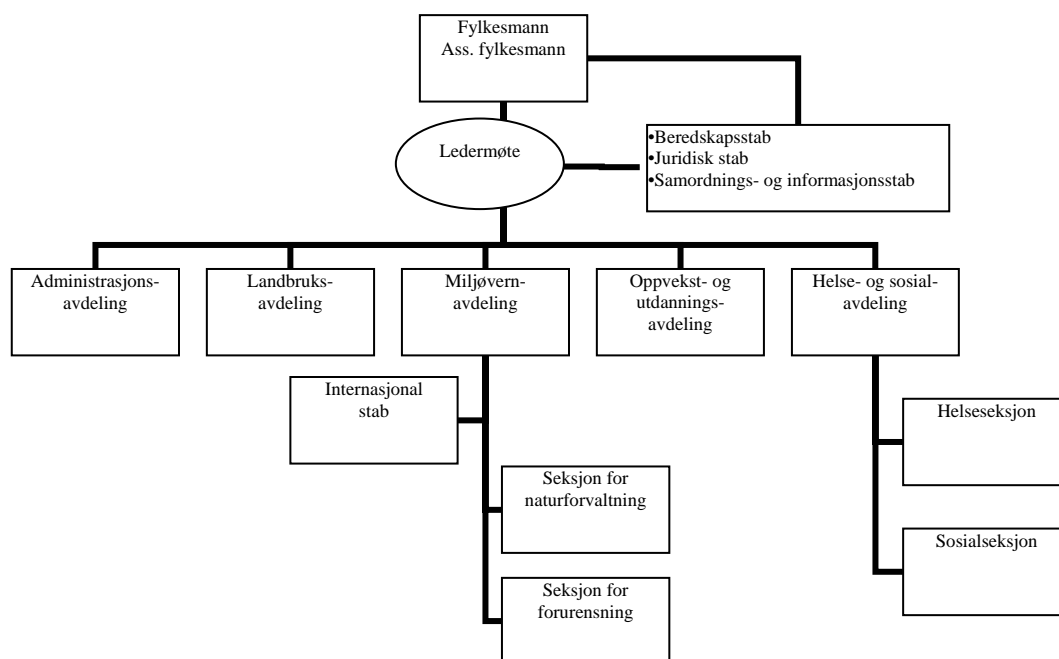 Fylkesmann
Ass. fylkesmann
Ledermøte
•Beredskapsstab
•Juridisk stab
•Samordnings- og informasjonsstab
Administrasjons-
avdeling
Landbruks-
avdeling
Miljøvern-
avdeling
Oppvekst- og
utdannings-
avdeling
Helse- og sosial-
avdeling
Internasjonal
stab
Helseseksjon
Seksjon for
naturforvaltning
Sosialseksjon
Seksjon for
forurensning